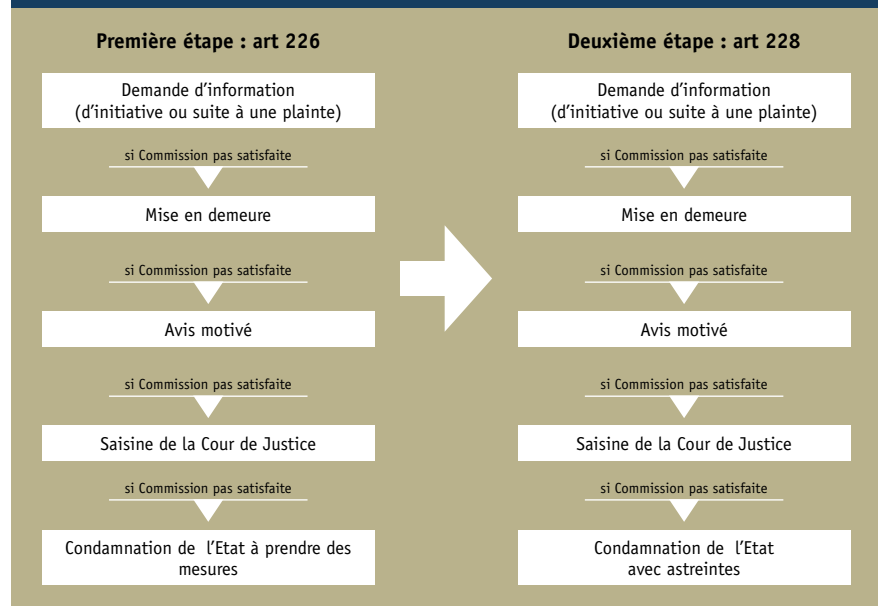 Première étape : art 226
Demande d'information
(d'initiative ou suite à une plainte)
si Commission pas satisfaite
Mise en demeure
si Commission pas satisfaite
Avis motivé
si Commission pas satisfaite
Saisine de la Cour de Justice
si Commission pas satisfaite
Condamnation de l'Etat à prendre des
mesures
Deuxième étape : art 228
Demande d'information
(d'initiative ou suite à une plainte)
si Commission pas satisfaite
Mise en demeure
si Commission pas satisfaite
Avis motivé
si Commission pas satisfaite
Saisine de la Cour de Justice
si Commission pas satisfaite
Condamnation de l'Etat
avec astreintes